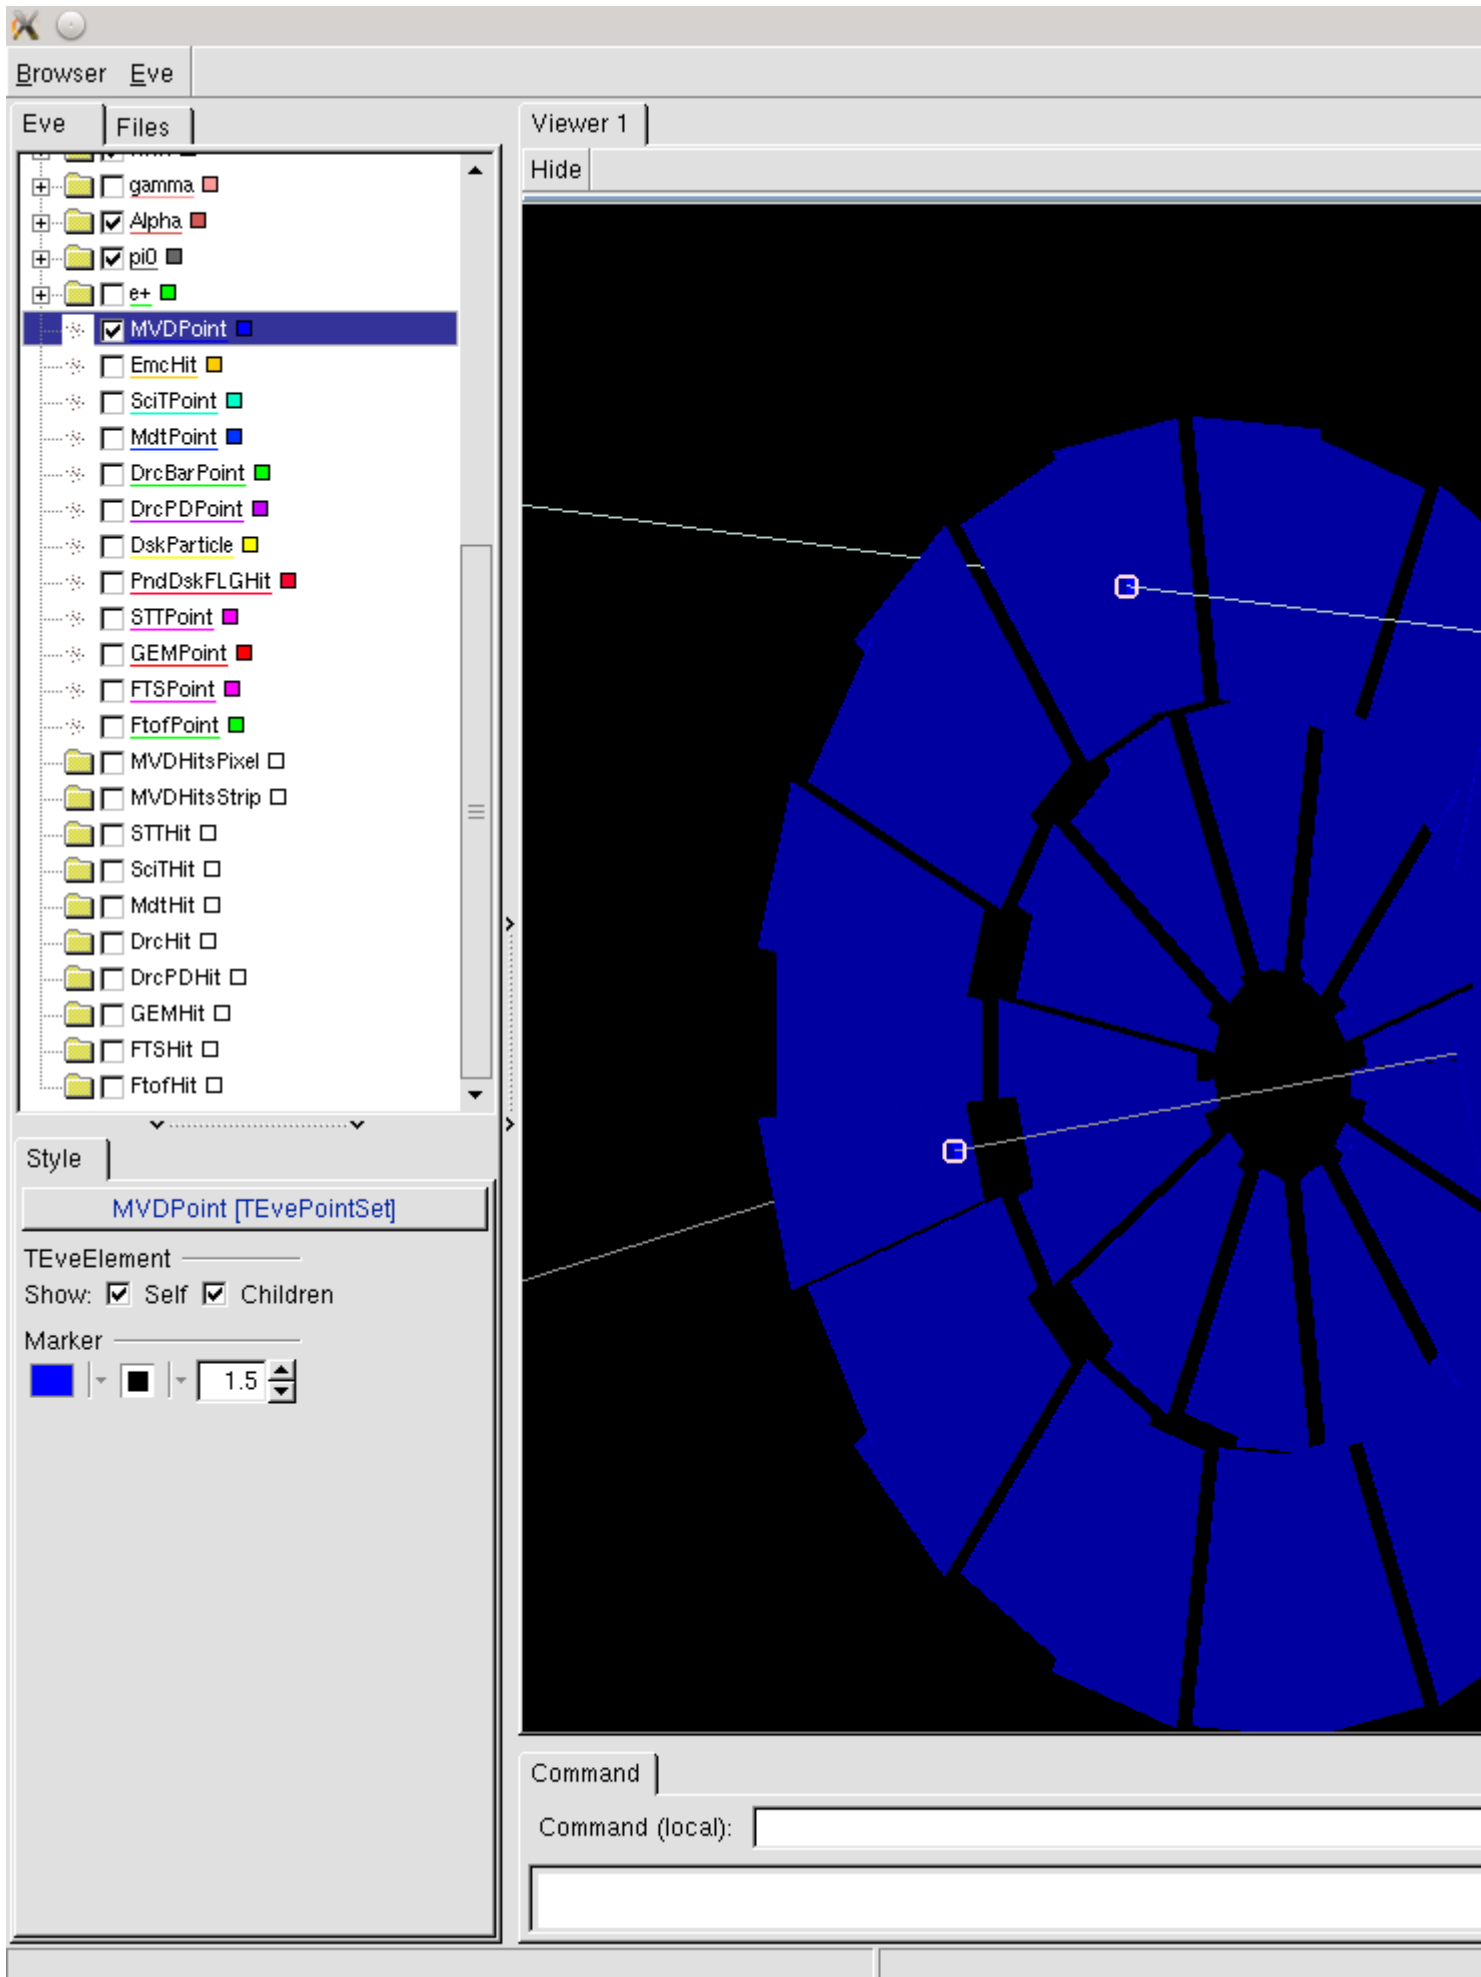 Browser Eve
Eve Files
gamma
Alpha
pi0
e+
MVDPoint
EmcHit
SciTPoint
MdtPoint
DrcBarPoint
DrcPDPoint
DskParticle
PndDskFLGHit
STTPoint
GEMPoint
FTSPoint
FtofPoint
MVDHitsPixel
MVDHitsStrip
STTHit
SciTHit
MdtHit
DrcHit
DrcPDHit
GEMHit
FTSHit
FtofHit
Style
MVDPoint [TEvePointSet]
TEveElement
Show: Self Children
Marker
1.5
Viewer 1
Hide
Command
Command (local):